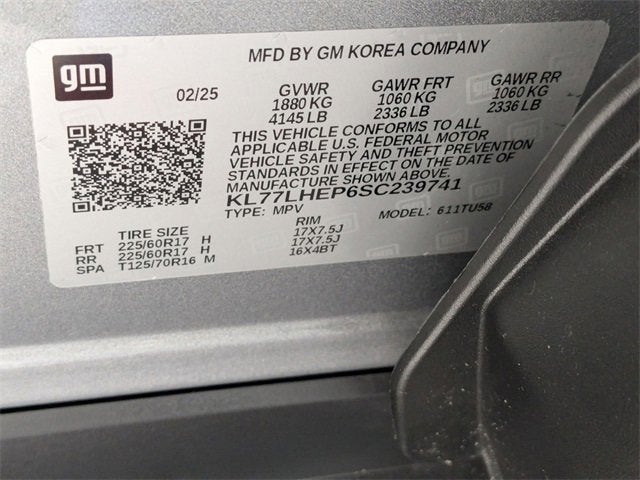 gm
MFD BY GM KOREA COMPANY
02/25 GVWR GAWR FRT GAWR RR
1880 KG 1060 KG 1060 KG
4145 LB 2336 LB 2336 LB
THIS VEHICLE CONFORMS TO ALL
APPLICABLE U.S. FEDERAL MOTOR
VEHICLE SAFETY AND THEFT PREVENTION
STANDARDS IN EFFECT ON THE DATE OF
MANUFACTURE SHOWN ABOVE.
KL77LHEP6SC239741
TYPE: MPV MODEL: 611TU58
TIRE SIZE RIM
FRT 225/60R17 H 17X7.5J
RR 225/60R17 H 17X7.5J
SPA T125/70R16 M 16X4BT